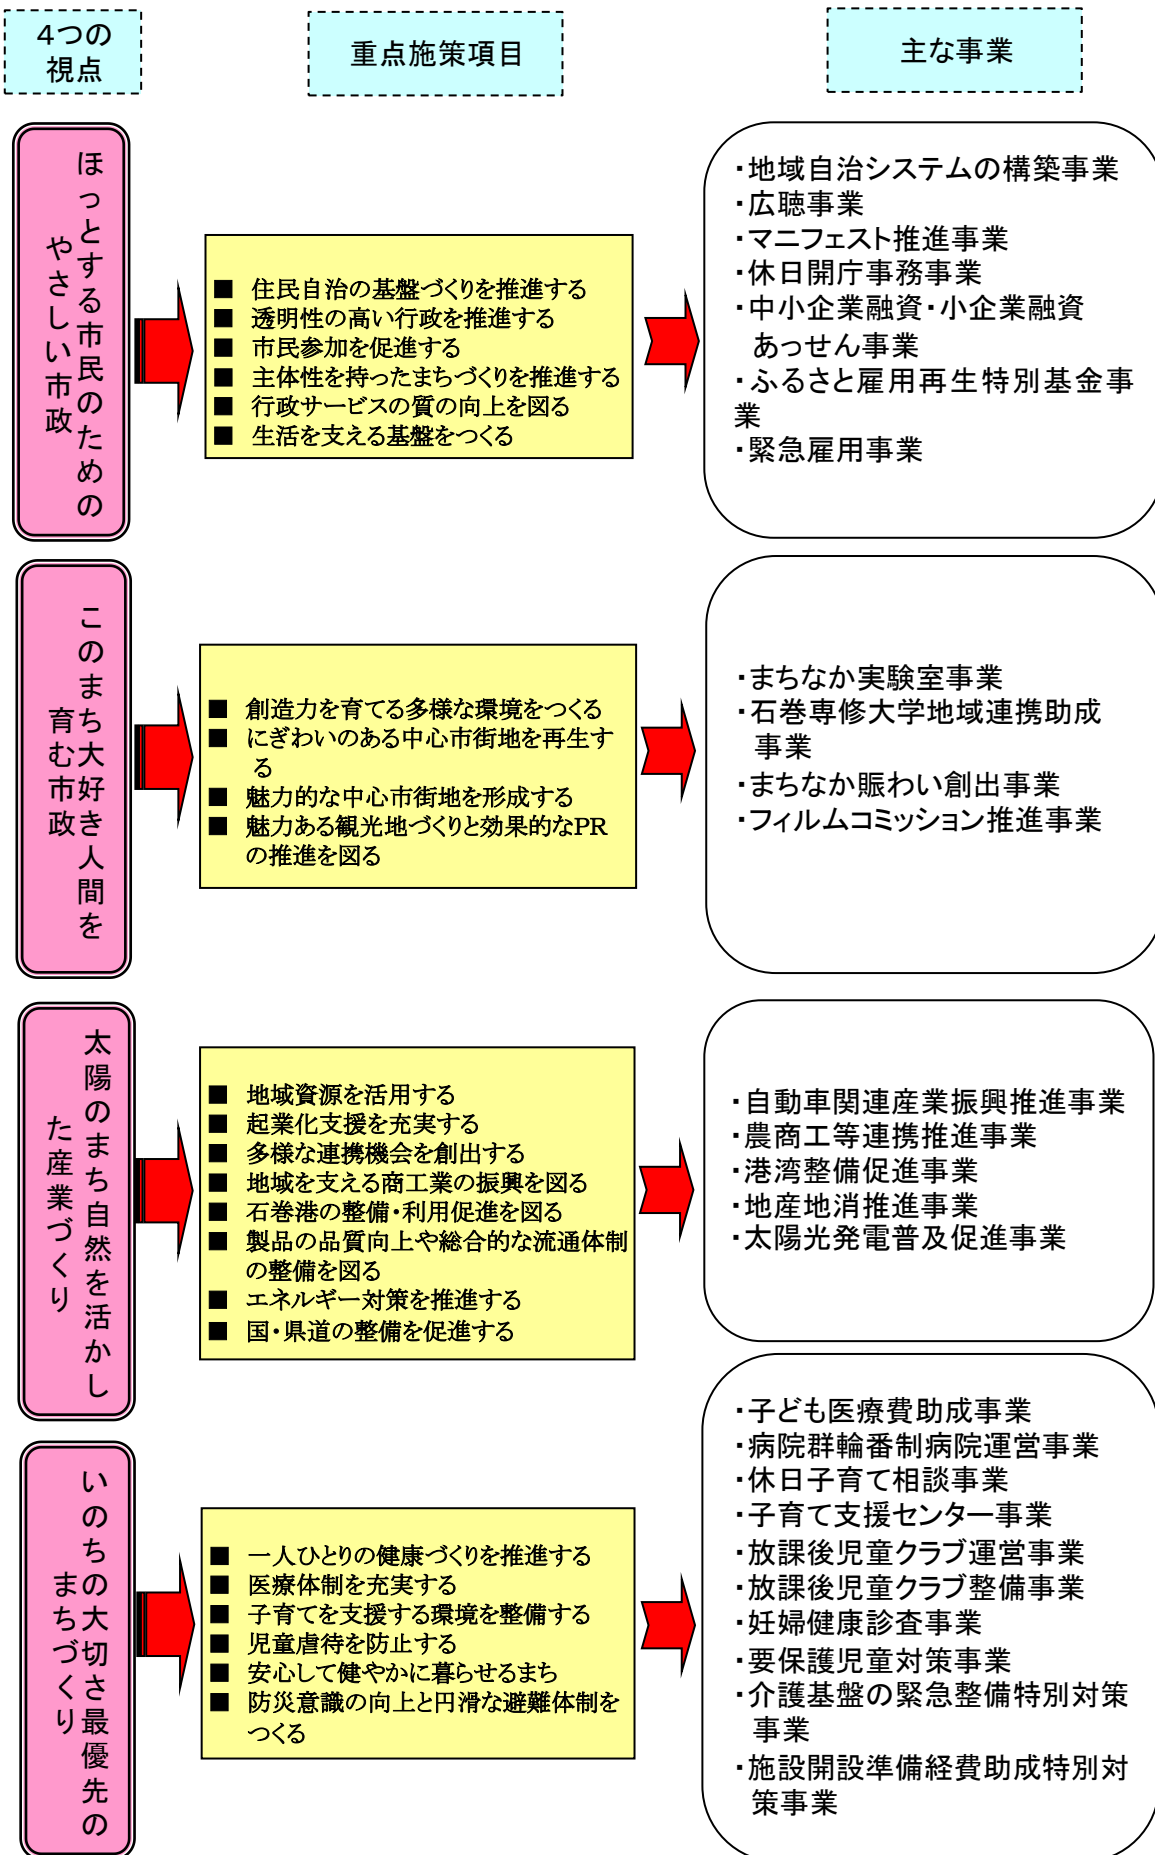 4つの
視点
重点施策項目
主な事業
ほっとする市民のための
やさしい市政
■ 住民自治の基盤づくりを推進する
■ 透明性の高い行政を推進する
■ 市民参加を促進する
■ 主体性を持ったまちづくりを推進する
■ 行政サービスの質の向上を図る
■ 生活を支える基盤をつくる
・地域自治システムの構築事業
・広聴事業
・マニフェスト推進事業
・休日開庁事務事業
・中小企業融資・小企業融資
あっせん事業
・ふるさと雇用再生特別基金事
業
・緊急雇用事業
このまち大好き人間を
育む市政
■ 創造力を育てる多様な環境をつくる
■ にぎわいのある中心市街地を再生す
る
■ 魅力的な中心市街地を形成する
■ 魅力ある観光地づくりと効果的なPR
の推進を図る
・まちなか実験室事業
・石巻専修大学地域連携助成
事業
・まちなか賑わい創出事業
・フィルムコミッション推進事業
太陽のまち自然を活かし
た産業づくり
■ 地域資源を活用する
■ 起業化支援を充実する
■ 多様な連携機会を創出する
■ 地域を支える商工業の振興を図る
■ 石巻港の整備・利用促進を図る
■ 製品の品質向上や総合的な流通体制
の整備を図る
■ エネルギー対策を推進する
■ 国・県道の整備を促進する
・自動車関連産業振興推進事業
・農商工等連携推進事業
・港湾整備促進事業
・地産地消推進事業
・太陽光発電普及促進事業
いのちの大切さ最優先の
まちづくり
■ 一人ひとりの健康づくりを推進する
■ 医療体制を充実する
■ 子育てを支援する環境を整備する
■ 児童虐待を防止する
■ 安心して健やかに暮らせるまち
■ 防災意識の向上と円滑な避難体制を
つくる
・子ども医療費助成事業
・病院群輪番制病院運営事業
・休日子育て相談事業
・子育て支援センター事業
・放課後児童クラブ運営事業
・放課後児童クラブ整備事業
・妊婦健康診査事業
・要保護児童対策事業
・介護基盤の緊急整備特別対策
事業
・施設開設準備経費助成特別対
策事業